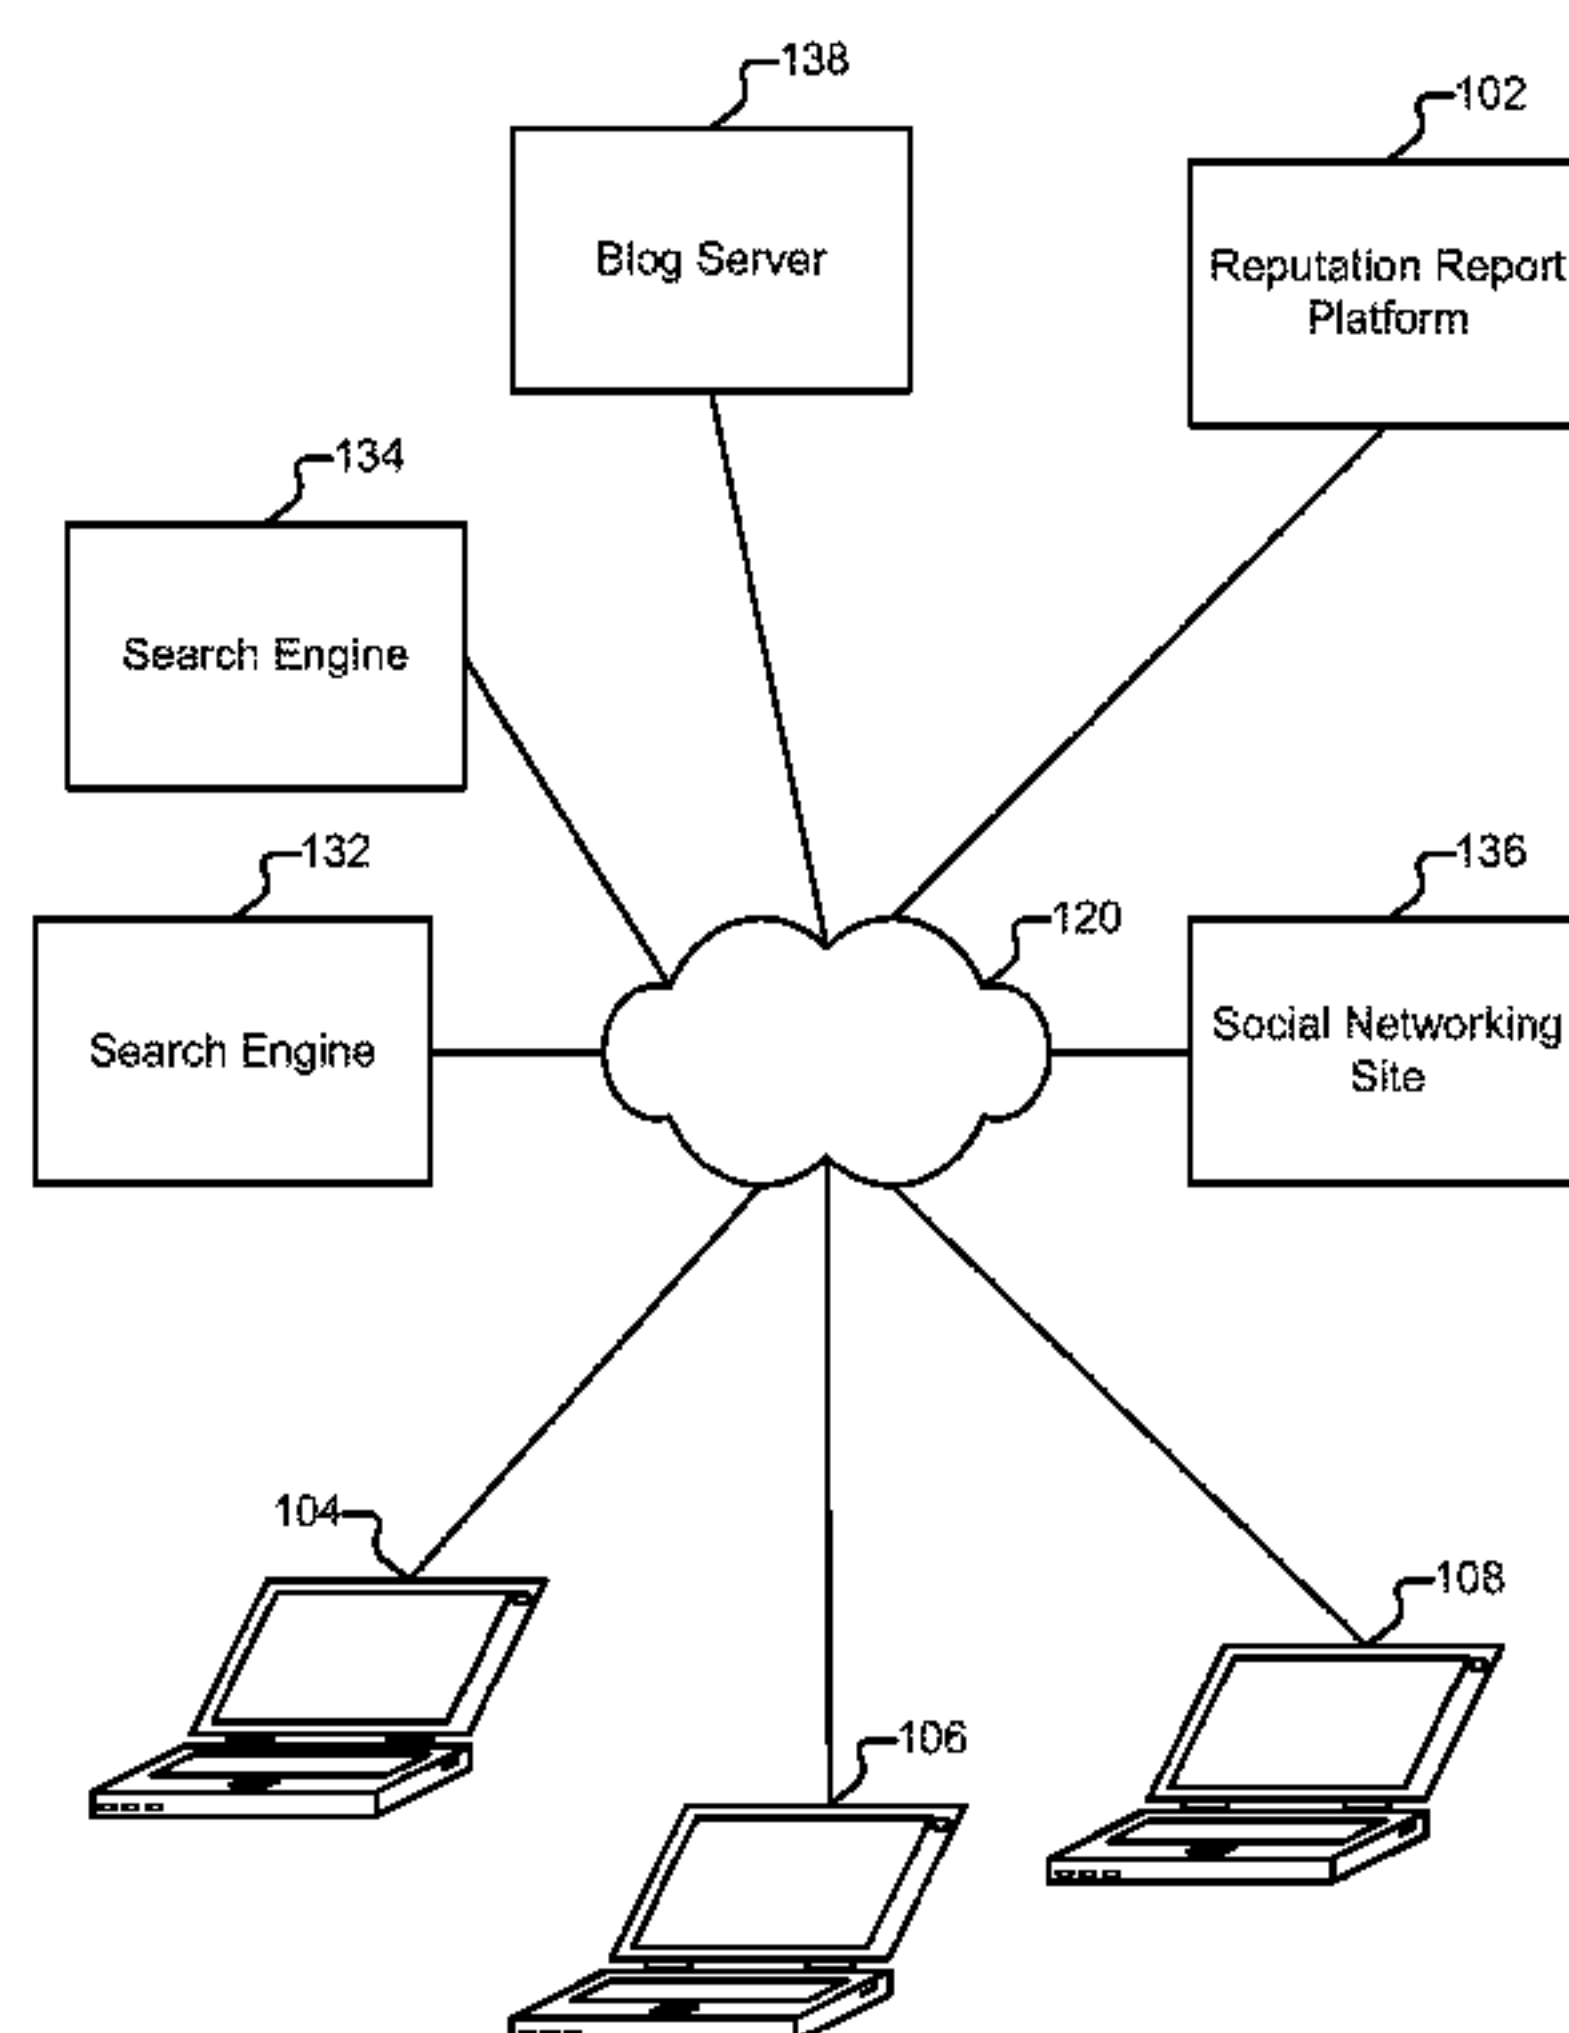 138
102
Blog Server
Reputation Report
Platform
134
Search Engine
132
136
120
Search Engine
Social Networking
Site
104
108
106